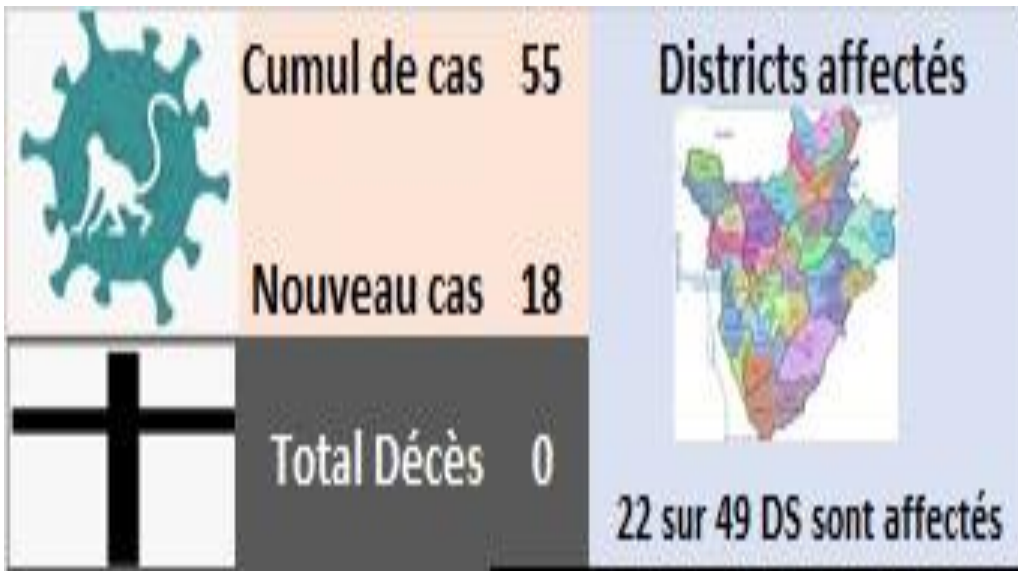 Cumul de cas 55
Nouveau cas 18
Total Décès 0
Districts affectés
22 sur 49 DS sont affectés